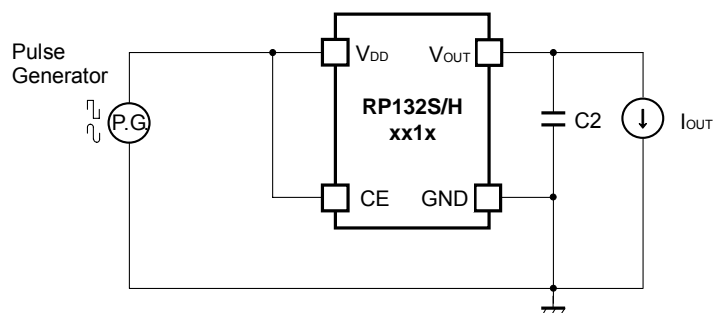 Pulse
Generator
P.G.
VDD
VOUT
RP132S/H
xx1x
C2
IOUT
CE
GND